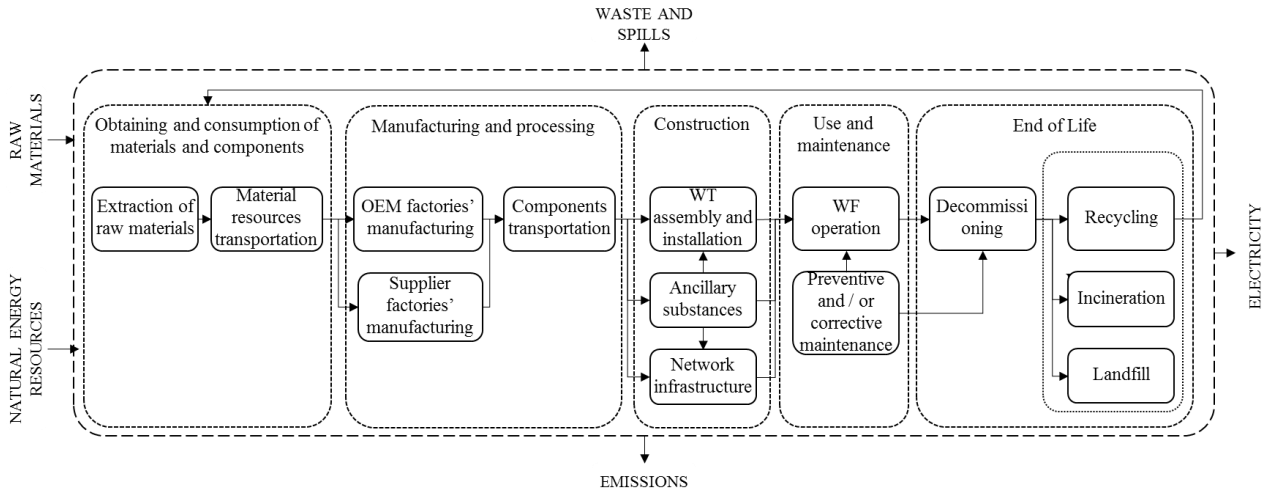 WASTE AND
SPILLS
RAW
MATERIALS
NATURAL ENERGY
RESOURCES
Obtaining and consumption of
materials and components
Extraction of
raw materials
Material
resources
transportation
Manufacturing and processing
OEM factories’
manufacturing
Supplier
factories’
manufacturing
Components
transportation
Construction
WT
assembly and
installation
Ancillary
substances
Network
infrastructure
Use and
maintenance
WF
operation
Preventive
and / or
corrective
maintenance
End of Life
Decommissi
oning
Recycling
Incineration
Landfill
ELECTRICITY
EMISSIONS